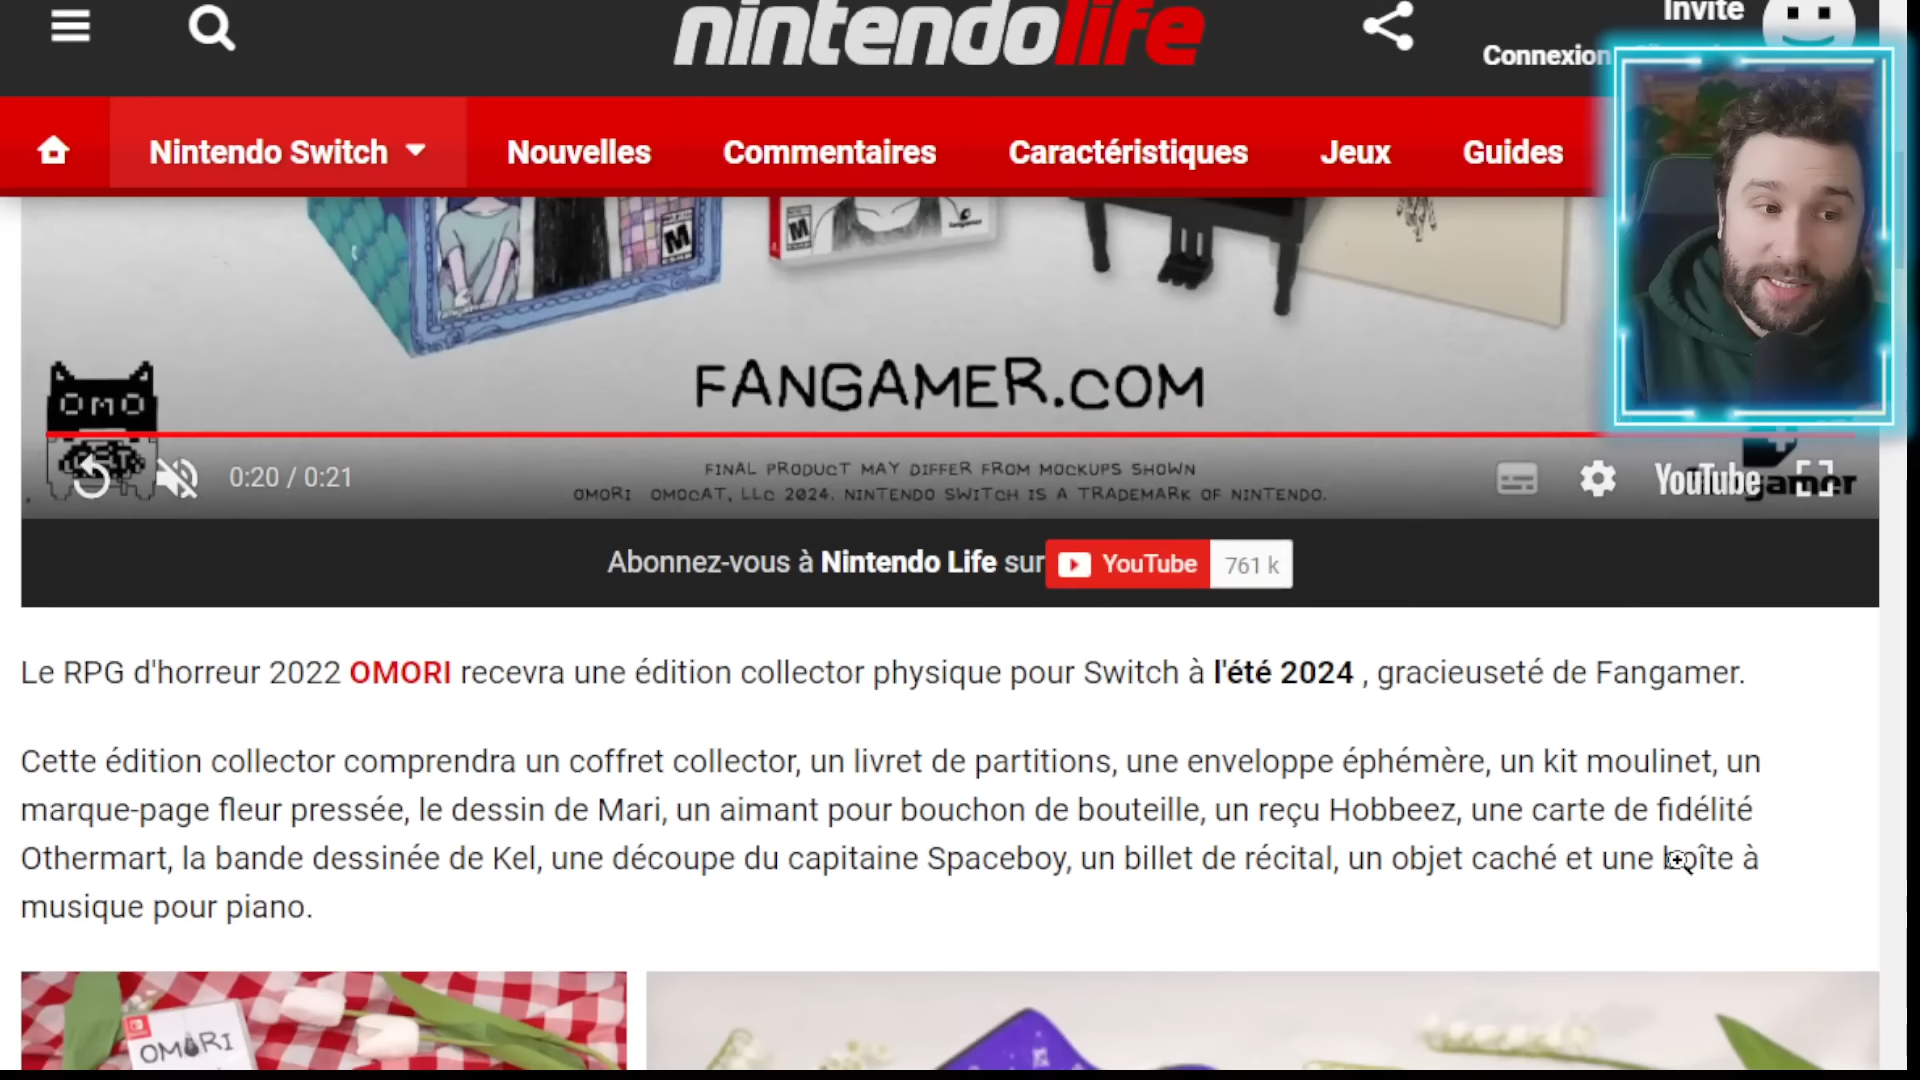 nintendolife
Invité
Connexion
Nintendo Switch
Nouvelles
Commentaires
Caractéristiques
Jeux
Guides
M
M
fangamer
FANGAMER.COM
OMO
CAT
0:20 / 0:21
FINAL PRODUCT MAY DIFFER FROM MOCKUPS SHOWN
OMORI OMOCAT, LLC 2024. NINTENDO SWITCH IS A TRADEMARK OF NINTENDO.
YouTube
gamer
Abonnez-vous à Nintendo Life sur YouTube 761 k
Le RPG d'horreur 2022 OMORI recevra une édition collector physique pour Switch à l'été 2024 , gracieuseté de Fangamer.
Cette édition collector comprendra un coffret collector, un livret de partitions, une enveloppe éphémère, un kit moulinet, un
marque-page fleur pressée, le dessin de Mari, un aimant pour bouchon de bouteille, un reçu Hobbeez, une carte de fidélité
Othermart, la bande dessinée de Kel, une découpe du capitaine Spaceboy, un billet de récital, un objet caché et une boîte à
musique pour piano.
OMORI